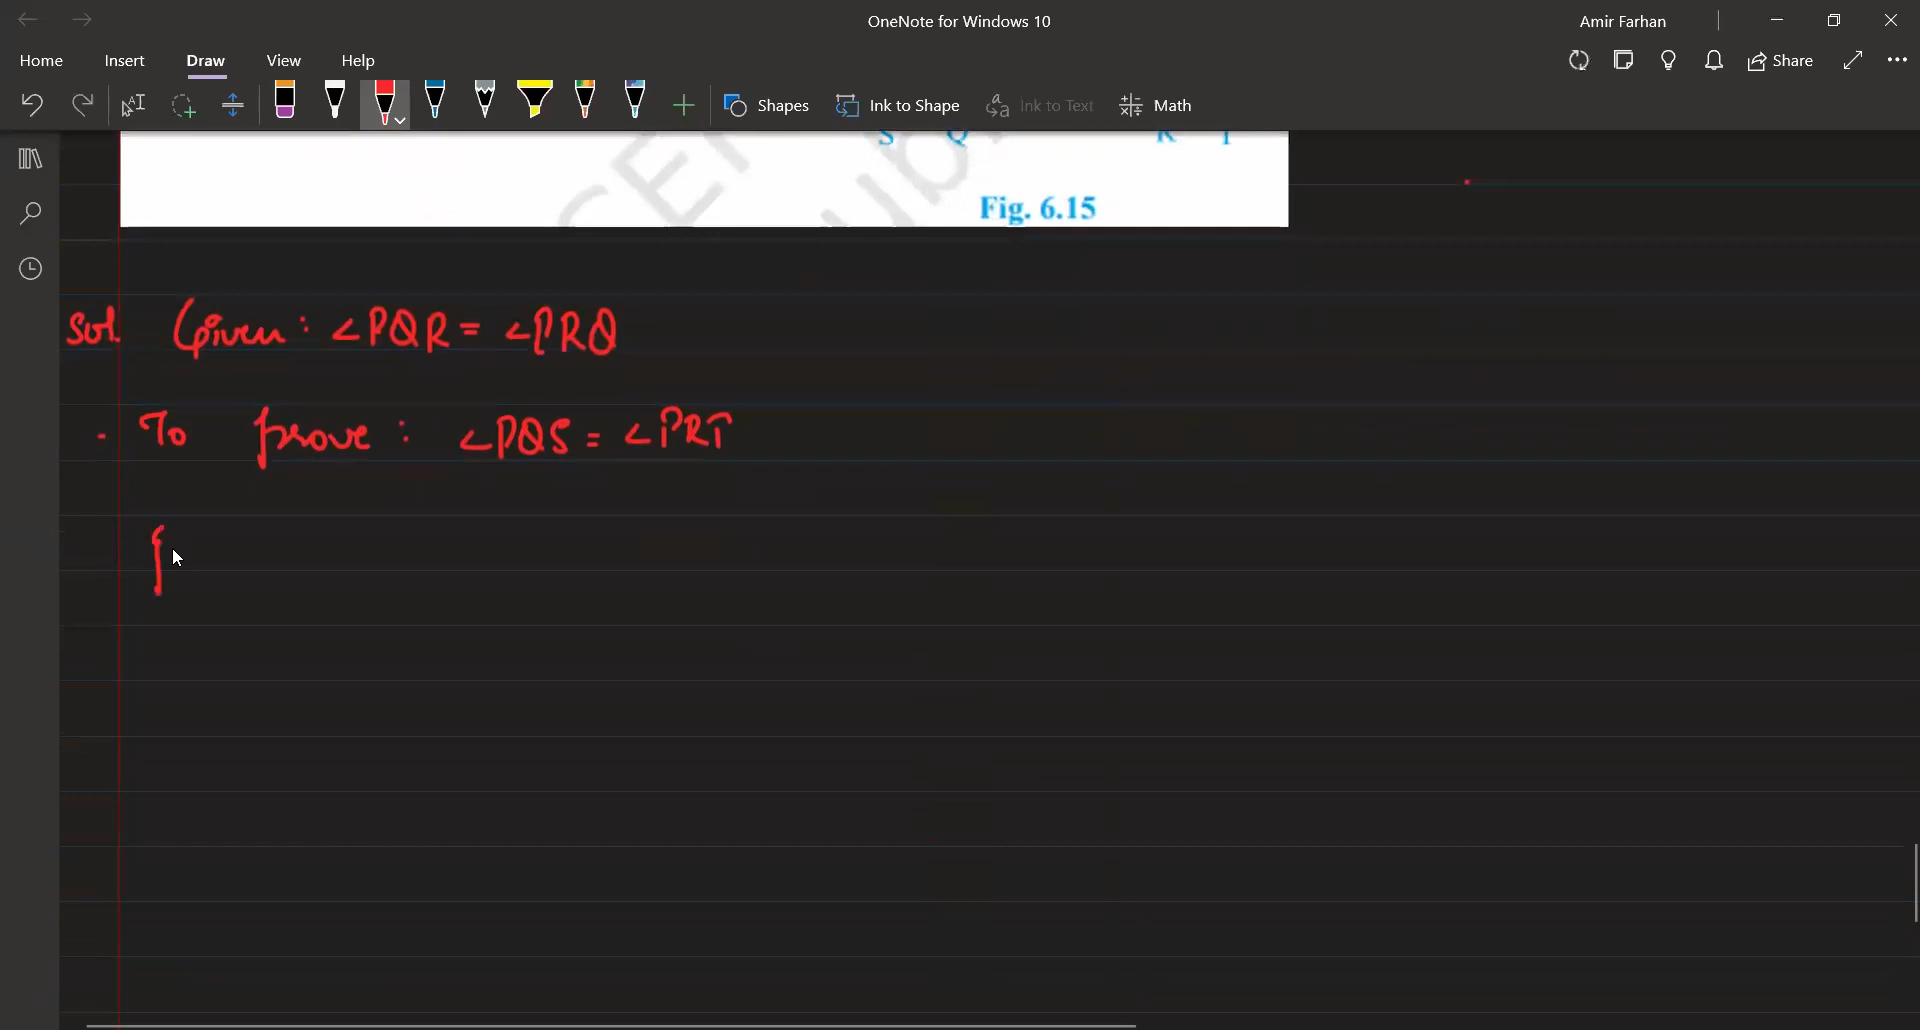 OneNote for Windows 10
Amir Farhan
Home Insert Draw View Help
Share
Shapes Ink to Shape Ink to Text Math
S Q R T
Fig. 6.15
Sol. Given : ∠PQR = ∠PRQ
- To prove : ∠PQS = ∠PRT